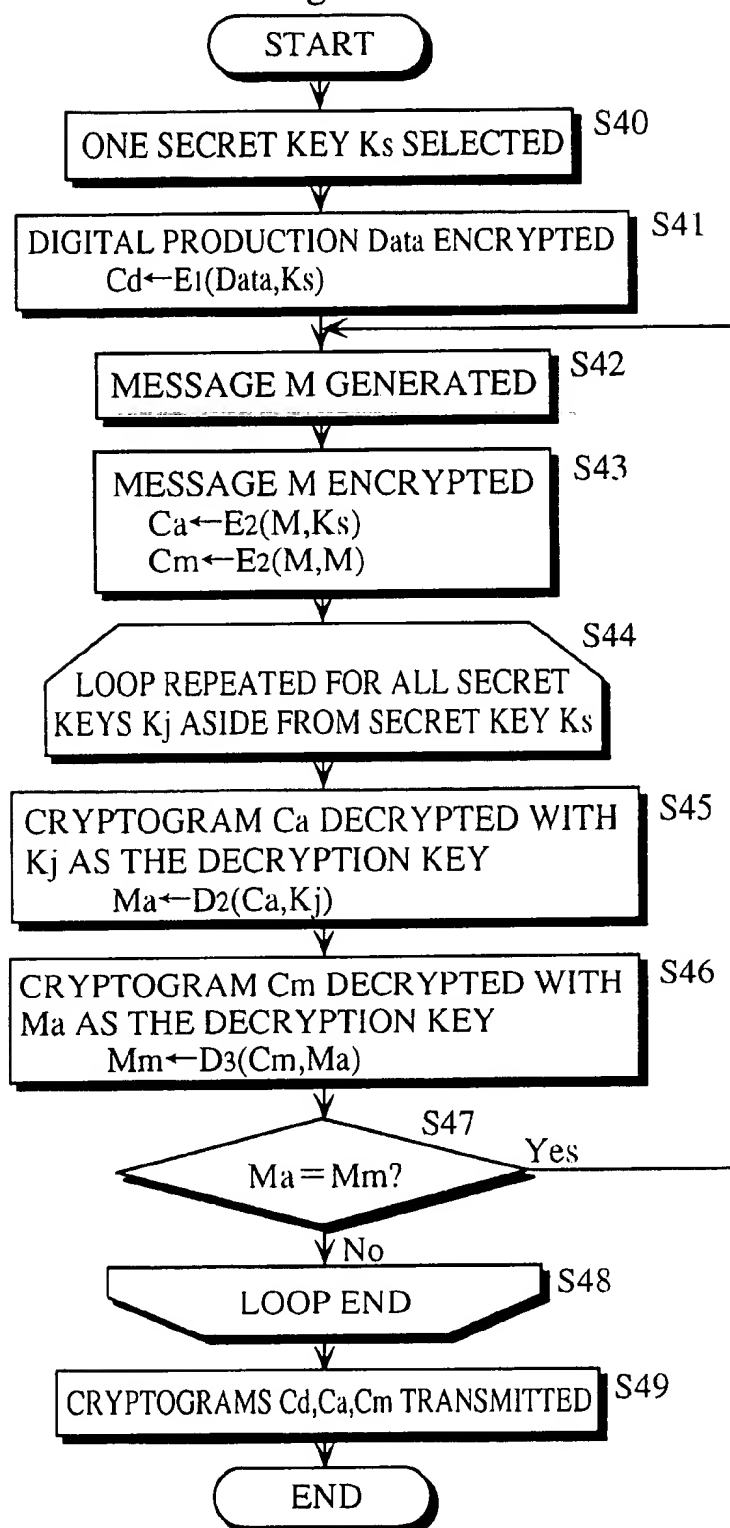 START
S40
ONE SECRET KEY Ks SELECTED
S41
DIGITAL PRODUCTION Data ENCRYPTED
Cd←E1(Data,Ks)
S42
MESSAGE M GENERATED
S43
MESSAGE M ENCRYPTED
Ca←E2(M,Ks)
Cm←E2(M,M)
S44
LOOP REPEATED FOR ALL SECRET
KEYS Kj ASIDE FROM SECRET KEY Ks
S45
CRYPTOGRAM Ca DECRYPTED WITH
Kj AS THE DECRYPTION KEY
Ma←D2(Ca,Kj)
S46
CRYPTOGRAM Cm DECRYPTED WITH
Ma AS THE DECRYPTION KEY
Mm←D3(Cm,Ma)
S47
Ma=Mm?
Yes
No
S48
LOOP END
S49
CRYPTOGRAMS Cd,Ca,Cm TRANSMITTED
END